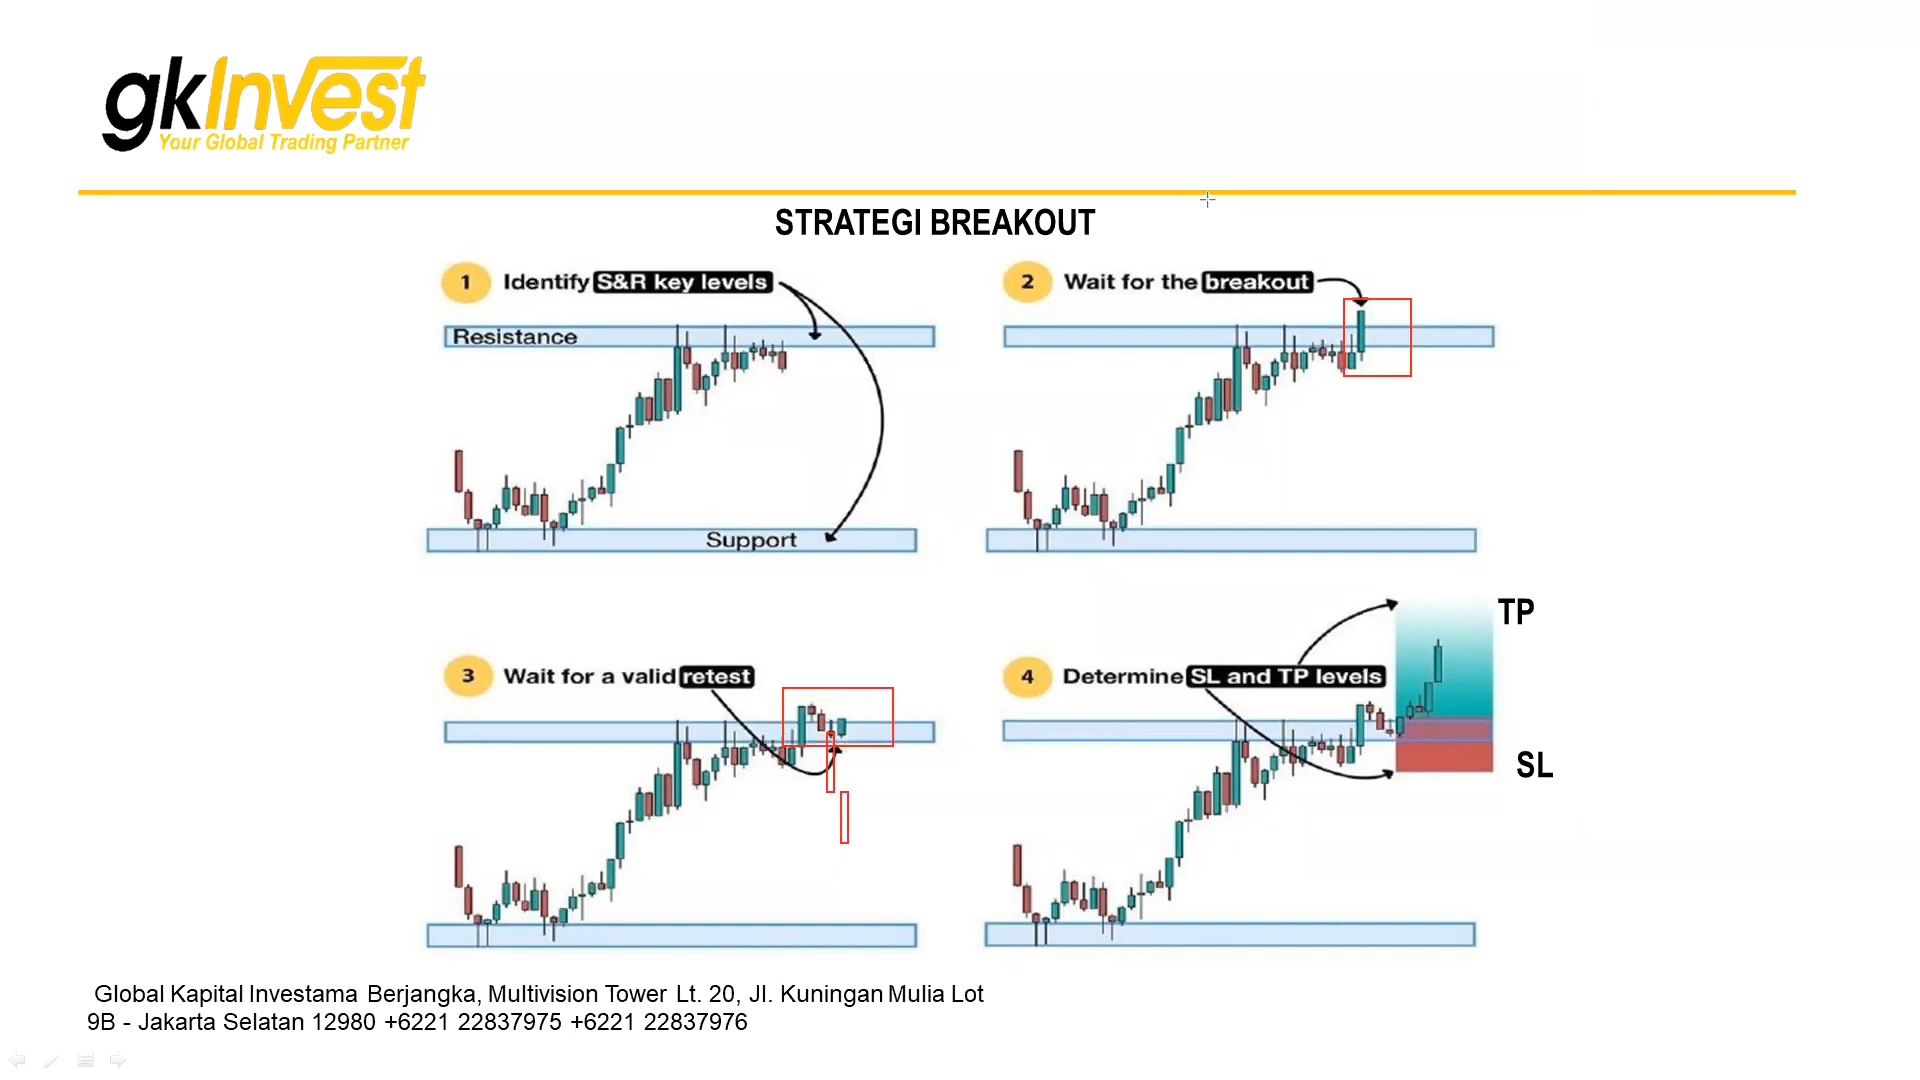 gkInvest
Your Global Trading Partner
STRATEGI BREAKOUT
1 Identify S&R key levels
Resistance
Support
2 Wait for the breakout
3 Wait for a valid retest
4 Determine SL and TP levels
TP
SL
Global Kapital Investama Berjangka, Multivision Tower Lt. 20, Jl. Kuningan Mulia Lot
9B - Jakarta Selatan 12980 +6221 22837975 +6221 22837976